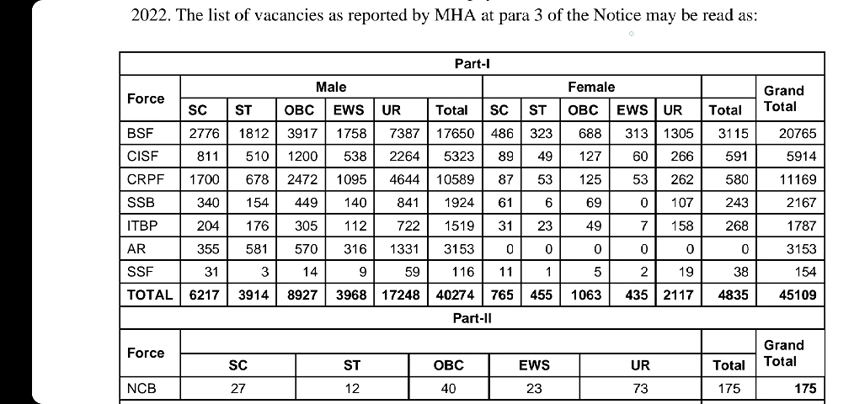 2022. The list of vacancies as reported by MHA at para 3 of the Notice may be read as:
Part-I
Force Male Female Grand Total
SC ST OBC EWS UR Total SC ST OBC EWS UR Total
BSF 2776 1812 3917 1758 7387 17650 486 323 688 313 1305 3115 20765
CISF 811 510 1200 538 2264 5323 89 49 127 60 266 591 5914
CRPF 1700 678 2472 1095 4644 10589 87 53 125 53 262 580 11169
SSB 340 154 449 140 841 1924 61 6 69 0 107 243 2167
ITBP 204 176 305 112 722 1519 31 23 49 7 158 268 1787
AR 355 581 570 316 1331 3153 0 0 0 0 0 0 3153
SSF 31 3 14 9 59 116 11 1 5 2 19 38 154
TOTAL 6217 3914 8927 3968 17248 40274 765 455 1063 435 2117 4835 45109
Part-II
Force Grand Total
SC ST OBC EWS UR Total
NCB 27 12 40 23 73 175 175